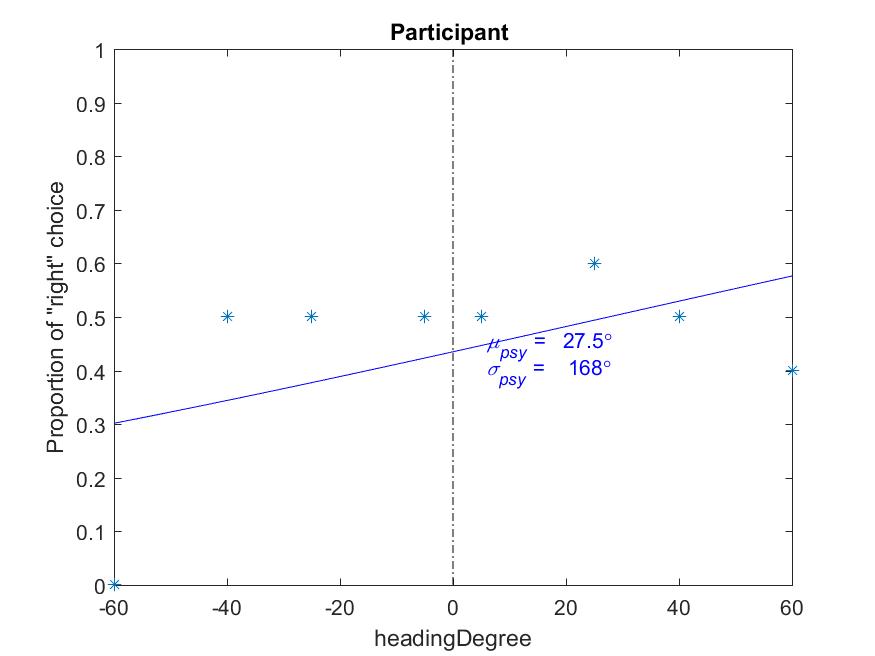 Participant
Proportion of "right" choice
1
0.9
0.8
0.7
0.6
0.5
0.4
0.3
0.2
0.1
0
μpsy = 27.5°
σpsy = 168°
-60 -40 -20 0 20 40 60
headingDegree